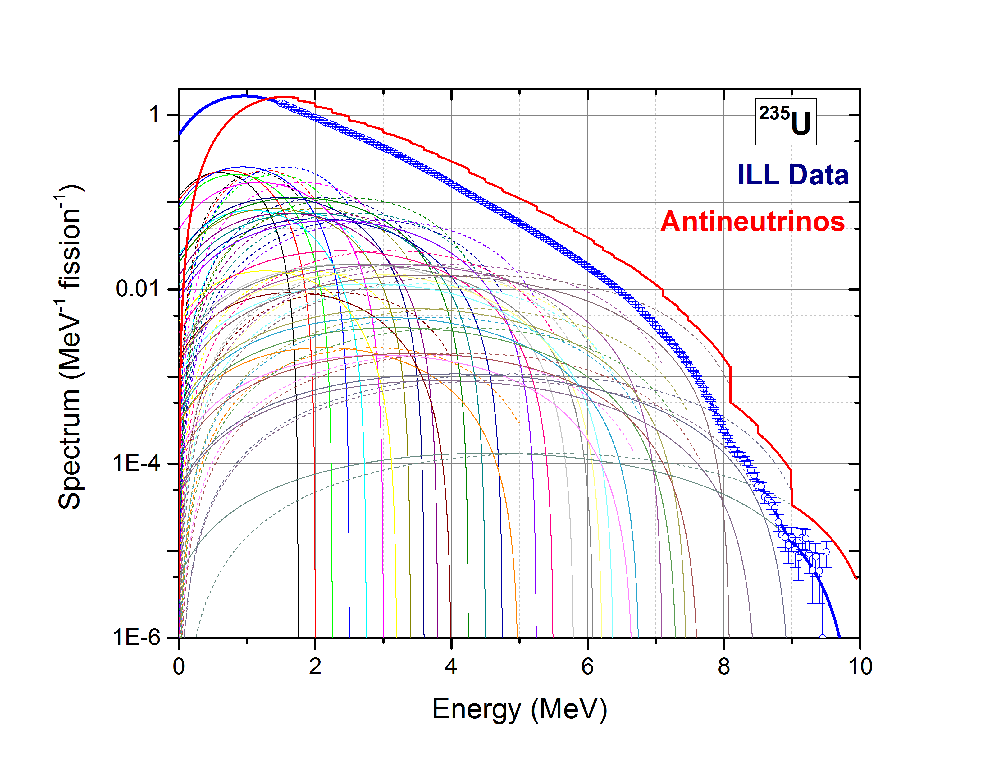 ²³⁵U
ILL Data
Antineutrinos
1
0.01
1E-4
1E-6
Spectrum (MeV⁻¹ fission⁻¹)
0 2 4 6 8 10
Energy (MeV)